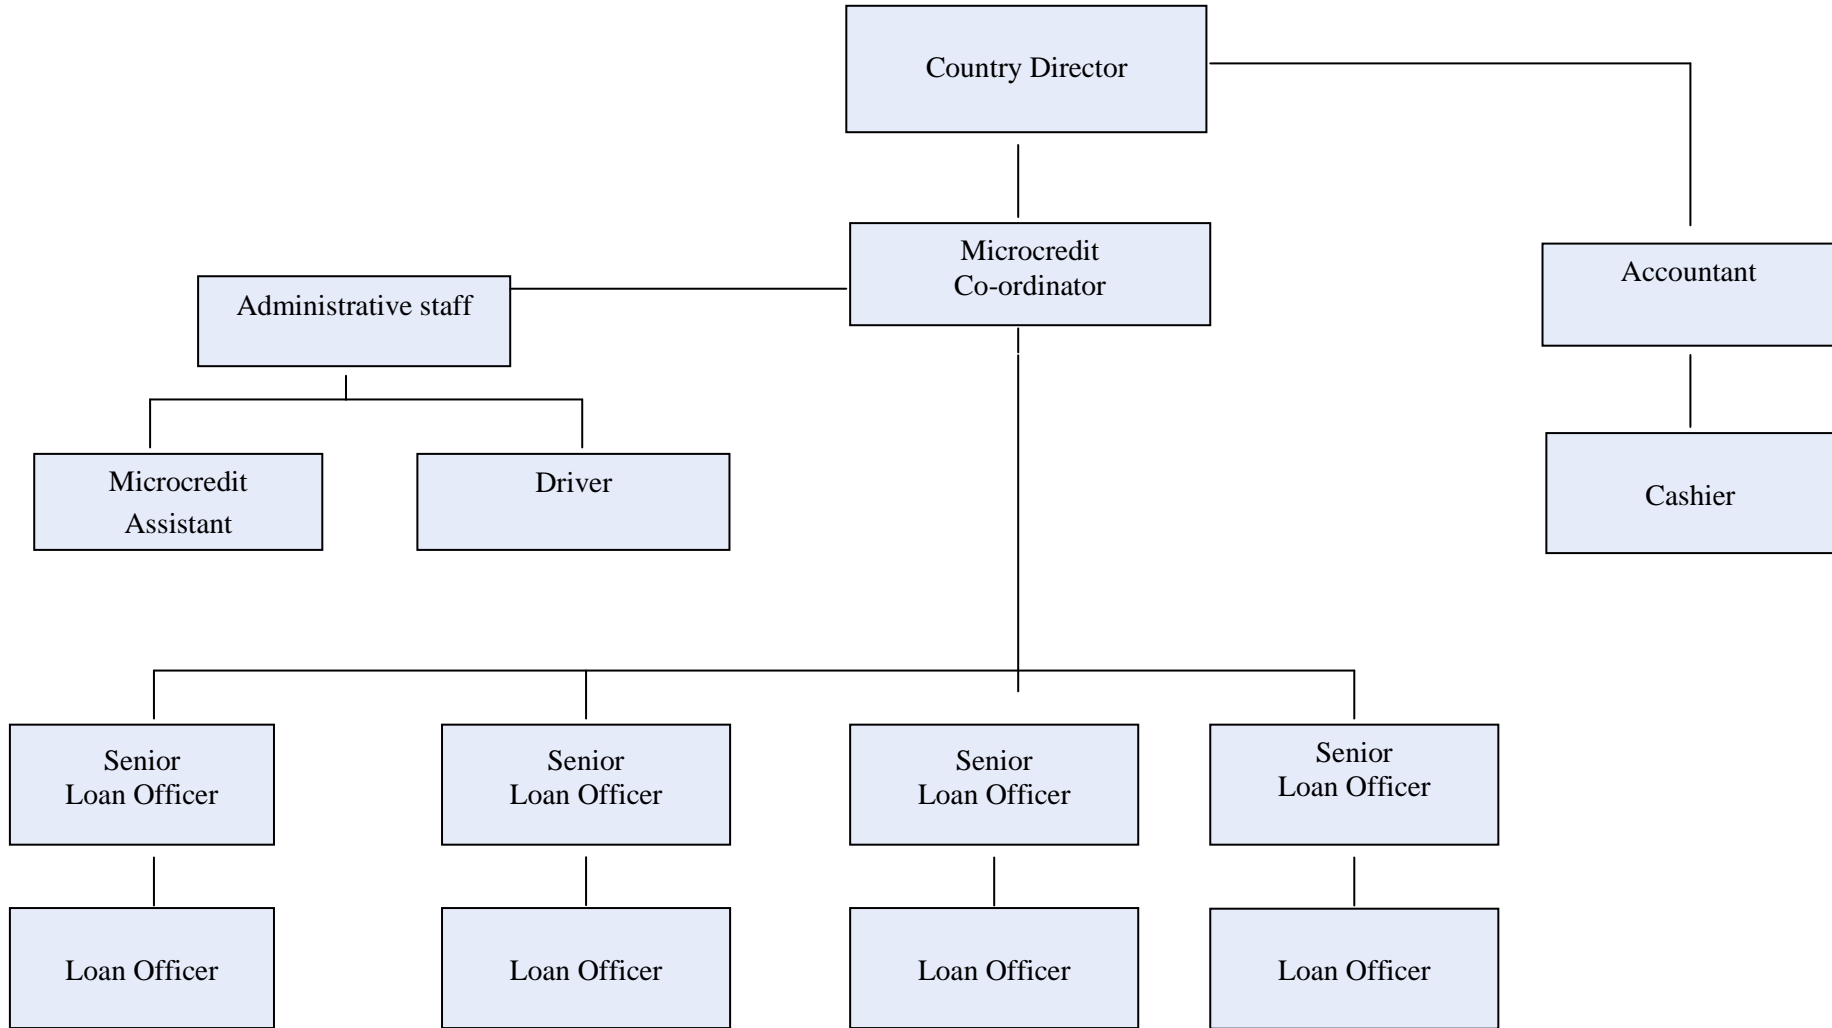 Country Director
Microcredit
Co-ordinator
Accountant
Administrative staff
Microcredit
Assistant
Driver
Cashier
Senior
Loan Officer
Senior
Loan Officer
Senior
Loan Officer
Senior
Loan Officer
Loan Officer
Loan Officer
Loan Officer
Loan Officer